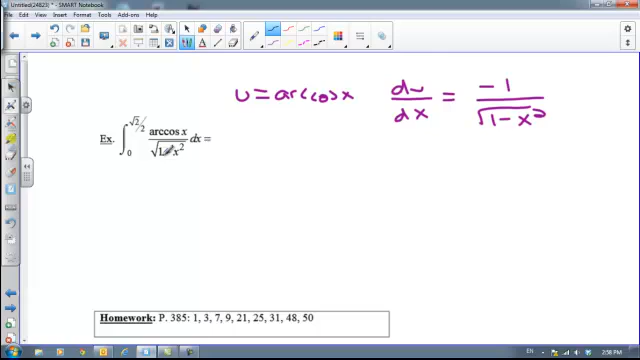 Untitled(24823) * - SMART Notebook
File Edit View Insert Format Tools Add-ons Help
u = arccos x du/dx = -1/√(1-x²)
Ex. ∫₀^(√2/2) arccos x/√(1-x²) dx =
Homework: P. 385: 1, 3, 7, 9, 21, 25, 31, 48, 50
EN 2:58 PM